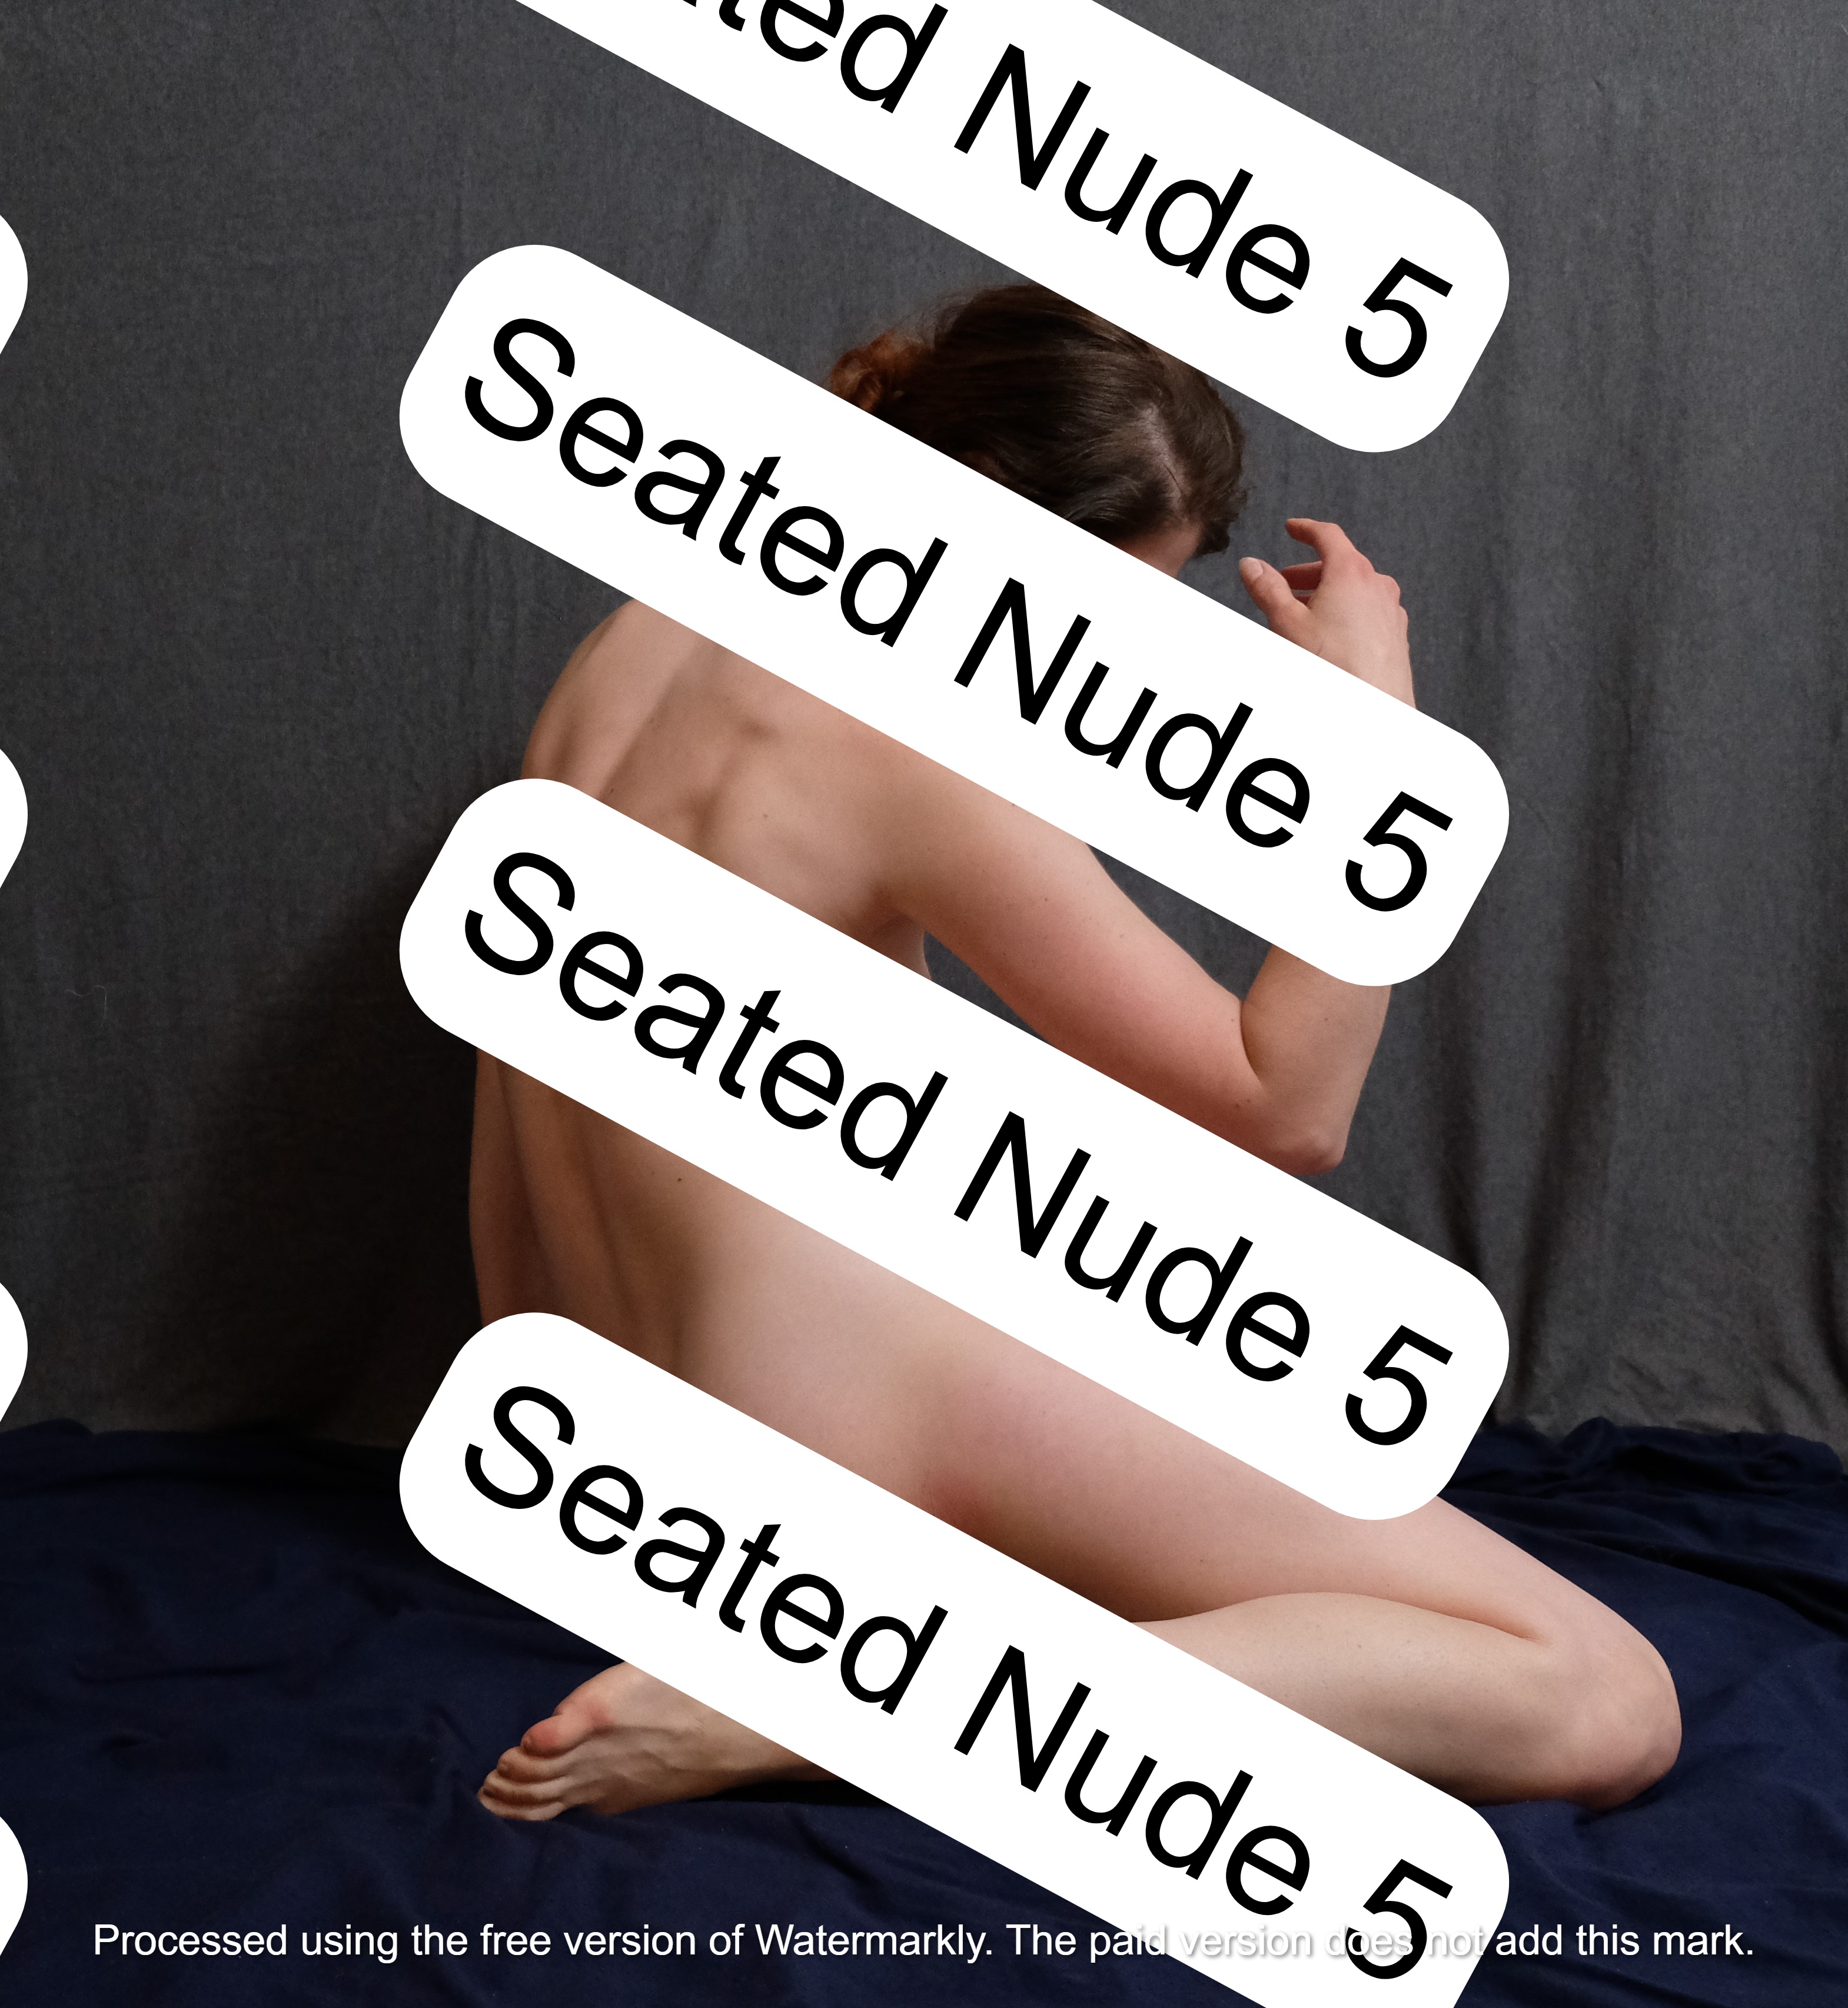 ated Nude 5
Seated Nude 5
Seated Nude 5
Seated Nude 5
Processed using the free version of Watermarkly. The paid version does not add this mark.